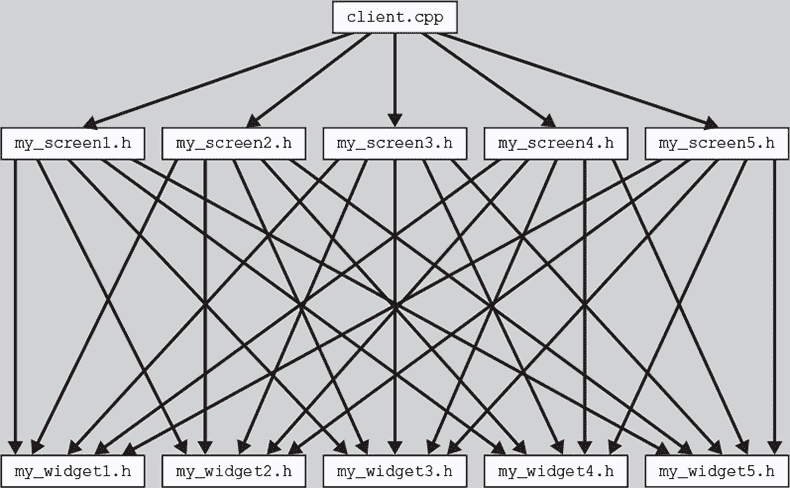 client.cpp
my_screen1.h my_screen2.h my_screen3.h my_screen4.h my_screen5.h
my_widget1.h my_widget2.h my_widget3.h my_widget4.h my_widget5.h